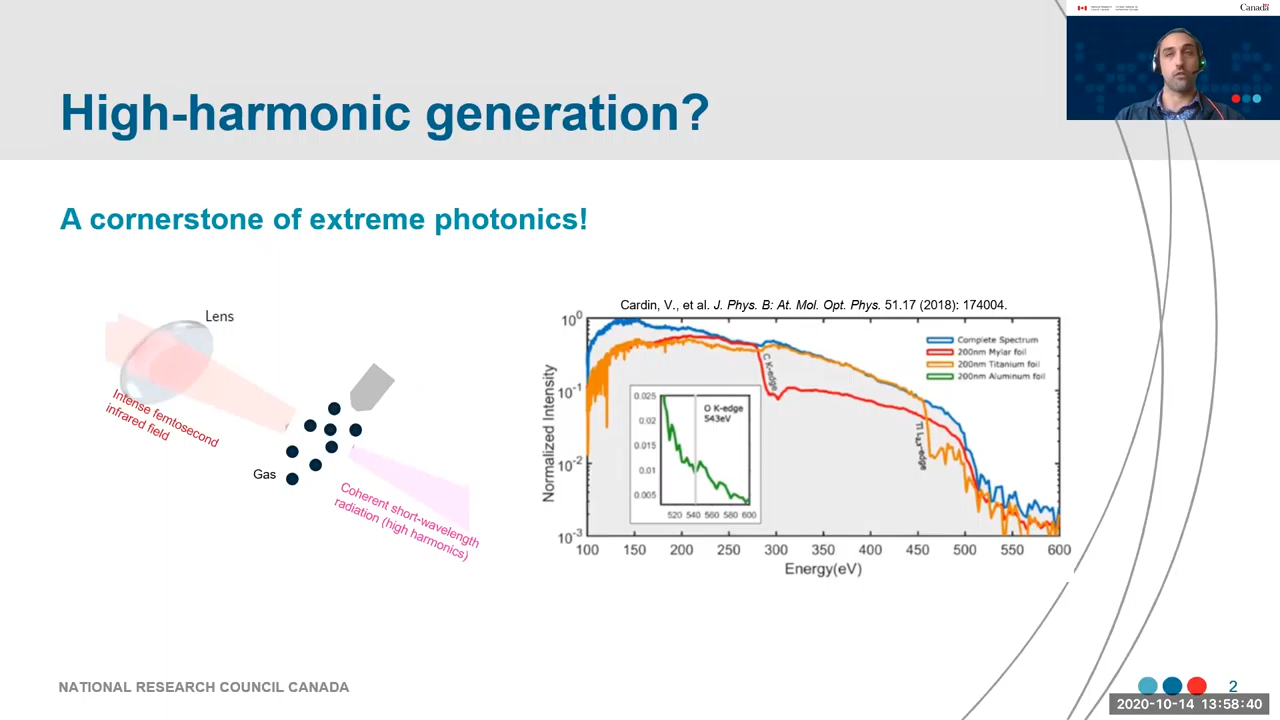 Canada
High-harmonic generation?
A cornerstone of extreme photonics!
Lens
Intense femtosecond
infrared field
Gas
Coherent short-wavelength
radiation (high harmonics)
Cardin, V., et al. J. Phys. B: At. Mol. Opt. Phys. 51.17 (2018): 174004.
Normalized Intensity
10^0
10^-1
10^-2
10^-3
Complete Spectrum
200nm Mylar foil
200nm Titanium foil
200nm Aluminum foil
C K-edge
O K-edge
543eV
0.025
0.02
0.015
0.01
0.005
520 540 560 580 600
100 150 200 250 300 350 400 450 500 550 600
Energy(eV)
NATIONAL RESEARCH COUNCIL CANADA
2
2020-10-14 13:58:40